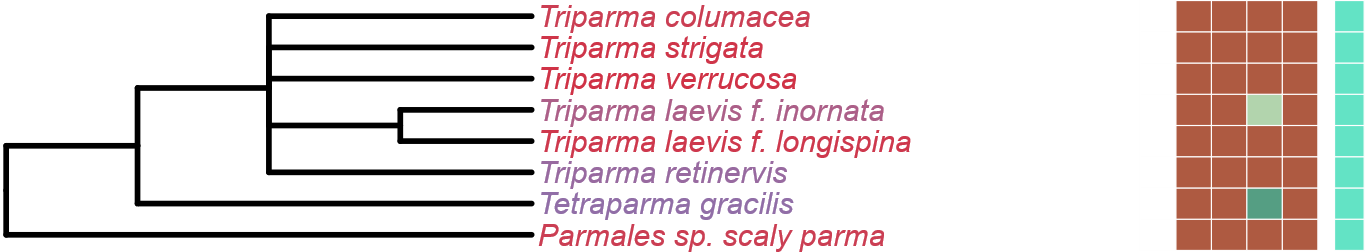 Triparma columacea
Triparma strigata
Triparma verrucosa
Triparma laevis f. inornata
Triparma laevis f. longispina
Triparma retinervis
Tetraparma gracilis
Parmales sp. scaly parma